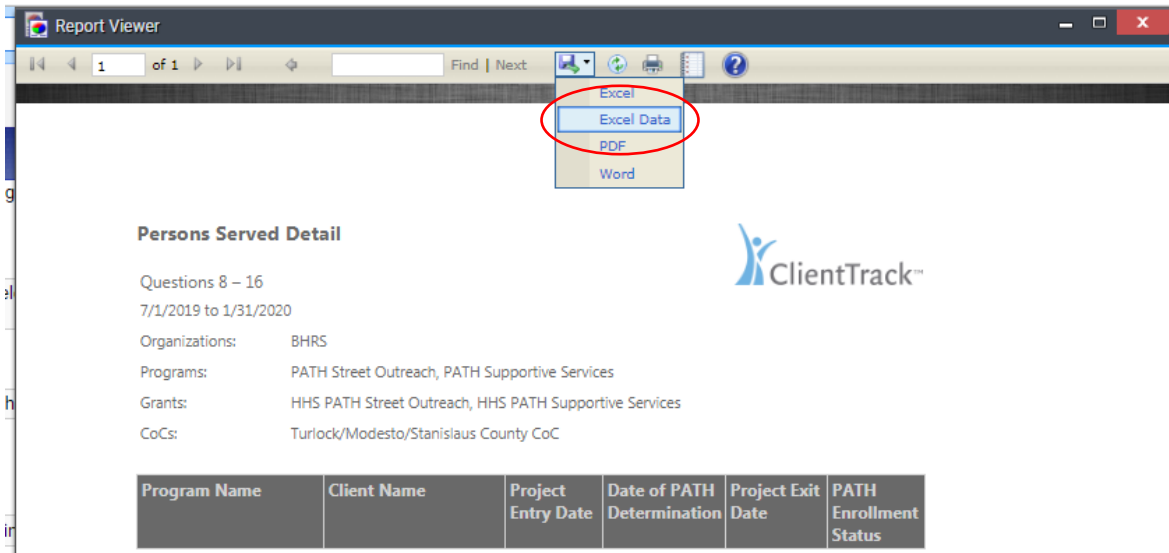 Report Viewer
1 of 1 Find | Next
Excel
Excel Data
PDF
Word
g
Persons Served Detail
ClientTrack™
Questions 8 – 16
7/1/2019 to 1/31/2020
Organizations: BHRS
Programs: PATH Street Outreach, PATH Supportive Services
Grants: HHS PATH Street Outreach, HHS PATH Supportive Services
h
CoCs: Turlock/Modesto/Stanislaus County CoC
Program Name Client Name Project Entry Date Date of PATH Determination Project Exit Date PATH Enrollment Status